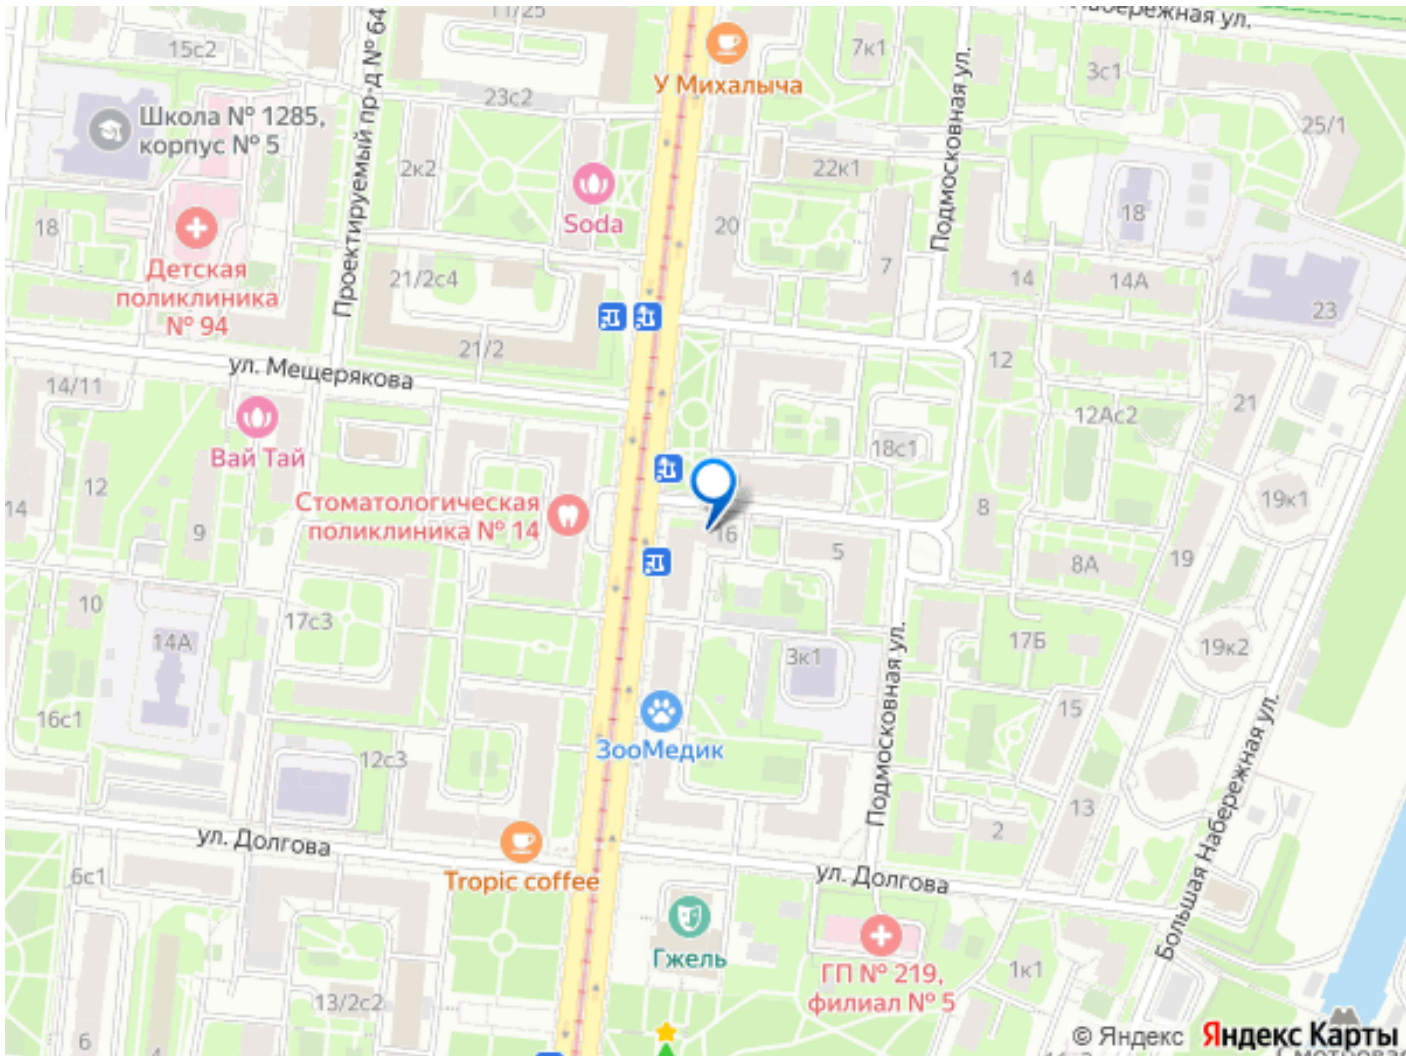 11/25
Набережная ул.
15с2
У Михалыча
7к1
3с1
23с2
Школа № 1285,
корпус № 5
Проектируемый пр-д № 64
2к2
Soda
22к1
Подмосковная ул.
25/1
18
Детская
поликлиника
№ 94
20
18
21/2с4
7
14
14А
23
21/2
ул. Мещерякова
14/11
12
21
12Ас2
Вай Тай
18с1
12
14
9
Стоматологическая
поликлиника № 14
16
5
8
19к1
8А
19
10
17с3
14А
3к1
17Б
19к2
16с1
ЗооМедик
Подмосковная ул.
15
12с3
13
2
Большая Набережная ул.
ул. Долгова
6с1
Tropic coffee
ул. Долгова
Гжель
ГП № 219,
филиал № 5
1к1
13/2с2
6
4
© Яндекс Яндекс Карты